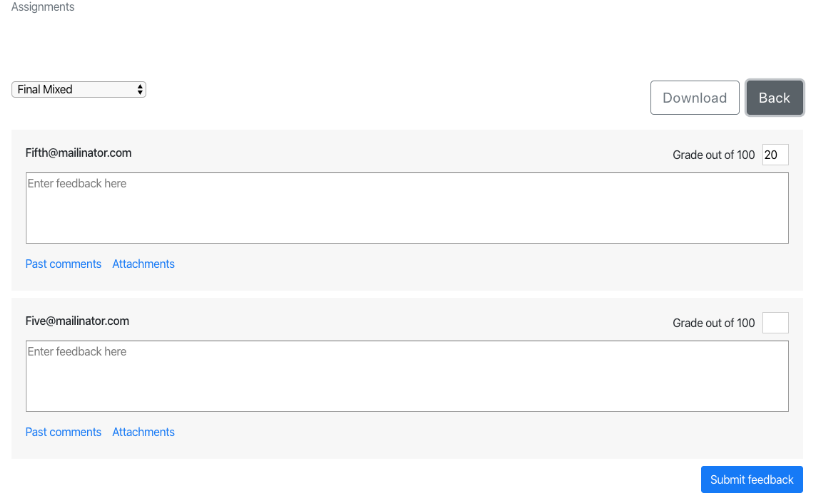 Assignments
Final Mixed
Download Back
Fifth@mailinator.com Grade out of 100 20
Enter feedback here
Past comments Attachments
Five@mailinator.com Grade out of 100
Enter feedback here
Past comments Attachments
Submit feedback